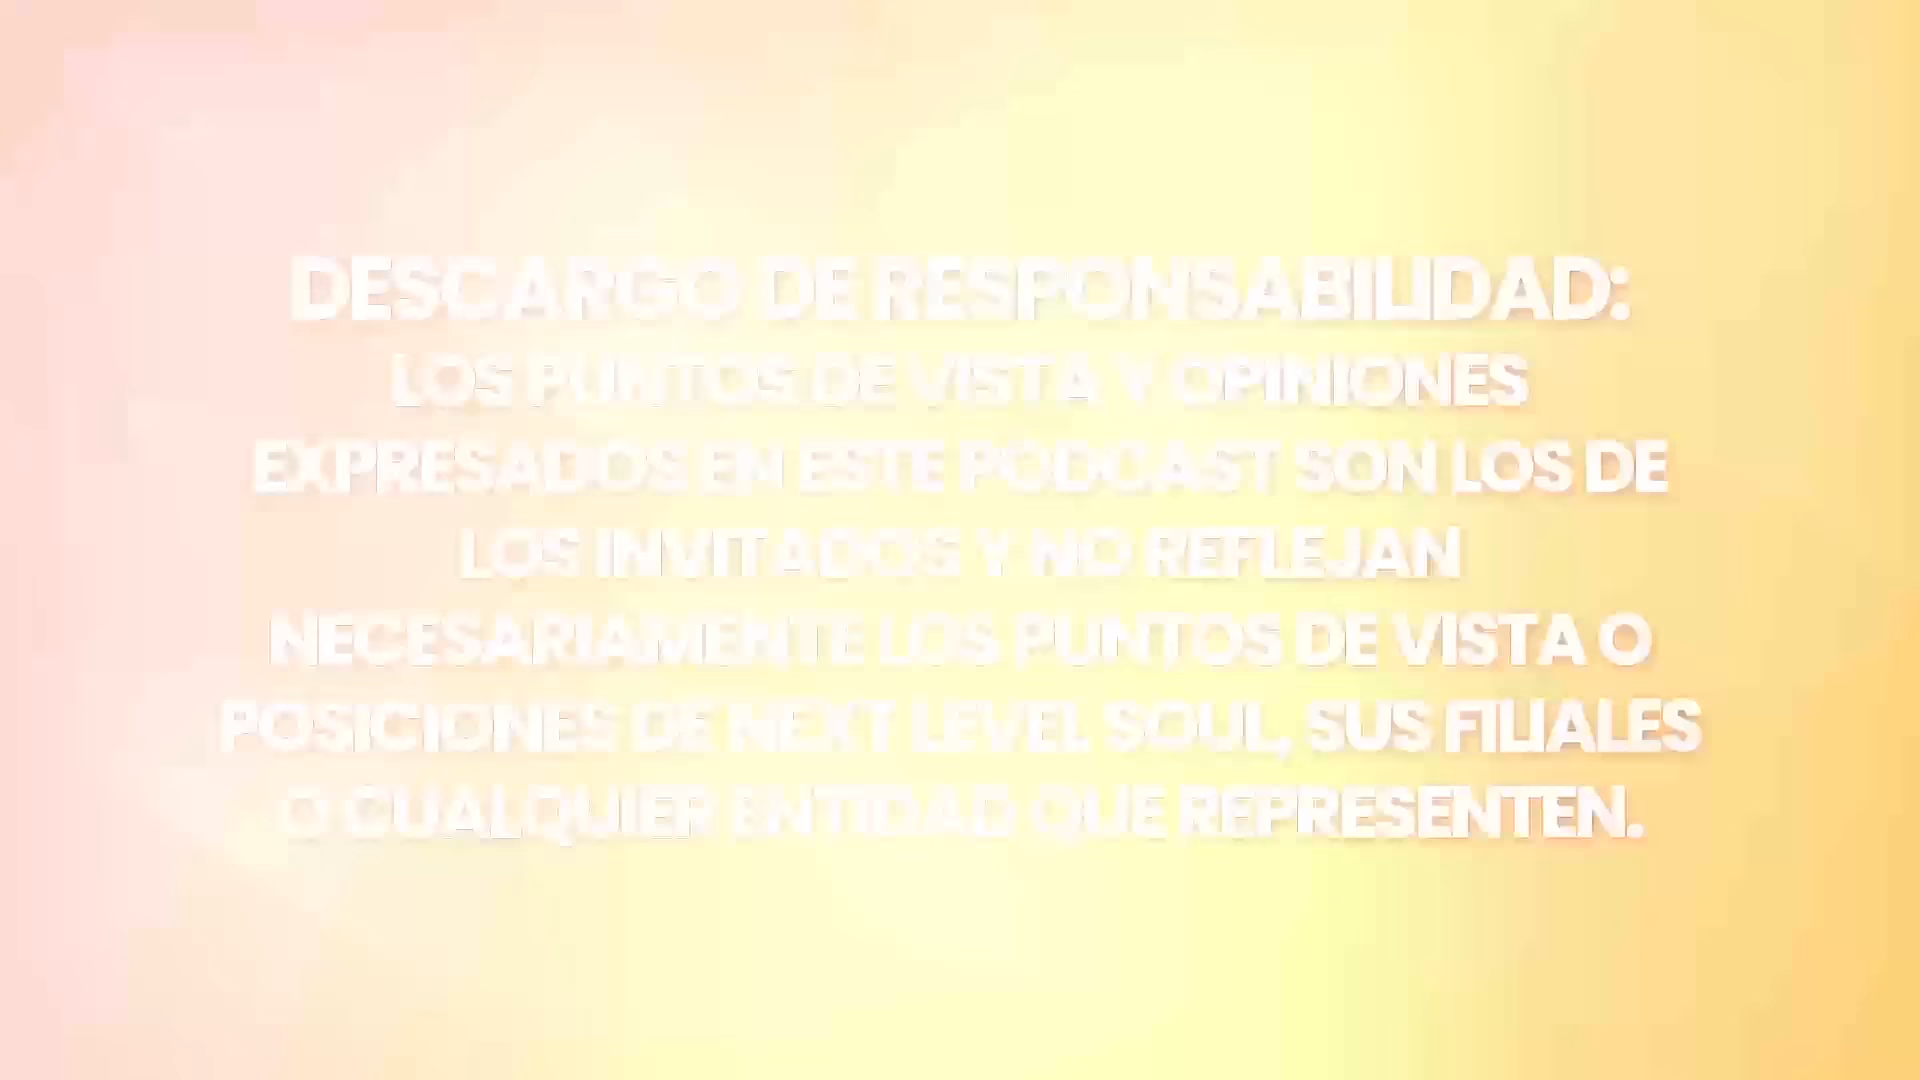 DESCARGO DE RESPONSABILIDAD:
LOS PUNTOS DE VISTA Y OPINIONES
EXPRESADOS EN ESTE PODCAST SON LOS DE
LOS INVITADOS Y NO REFLEJAN
NECESARIAMENTE LOS PUNTOS DE VISTA O
POSICIONES DE NEXT LEVEL SOUL, SUS FILIALES
O CUALQUIER ENTIDAD QUE REPRESENTEN.